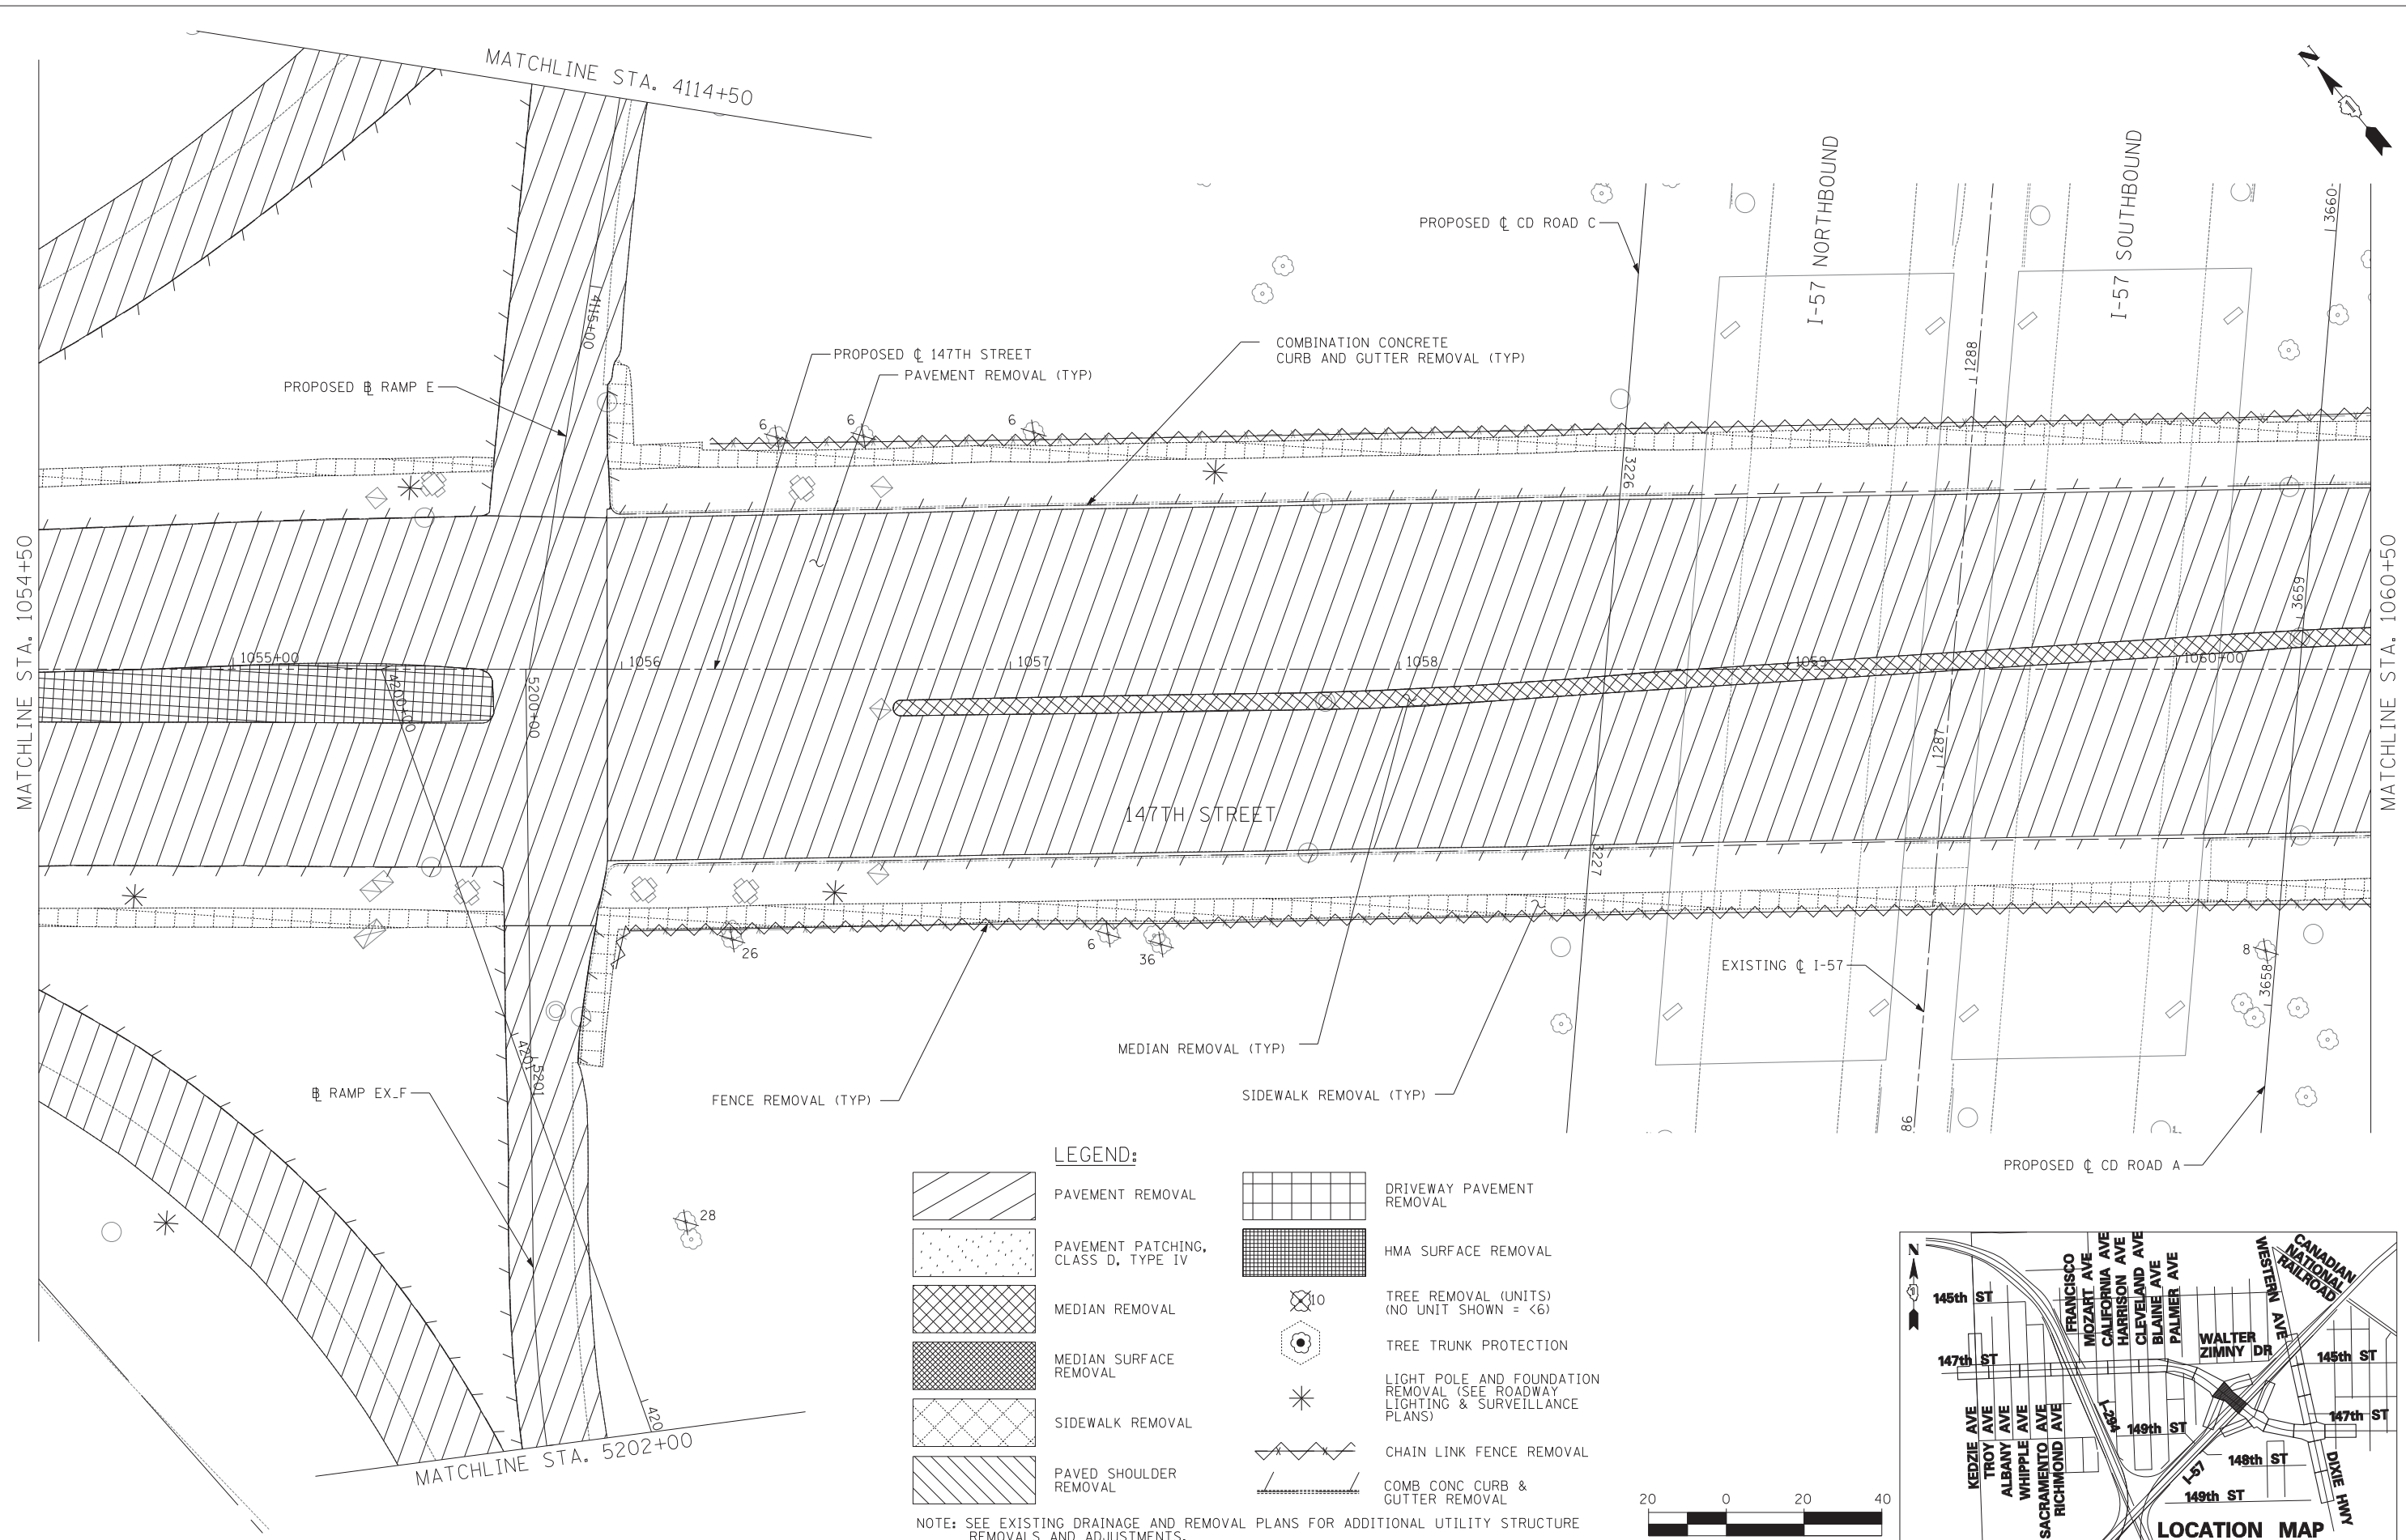 MATCHLINE STA. 4114+50
N
I-57 NORTHBOUND
I-57 SOUTHBOUND
3660
PROPOSED ℄ CD ROAD C
4115+00
COMBINATION CONCRETE
CURB AND GUTTER REMOVAL (TYP)
PROPOSED ℄ 147TH STREET
PAVEMENT REMOVAL (TYP)
1288
PROPOSED BL RAMP E
6
6
6
3226
MATCHLINE STA. 1054+50
MATCHLINE STA. 1060+50
3659
1055+00
1056
1057
1058
1059
1060+00
4200+00
5200+00
1287
147TH STREET
3227
26
6
36
8
EXISTING ℄ I-57
3658
MEDIAN REMOVAL (TYP)
4201
5201
BL RAMP EX_F
FENCE REMOVAL (TYP)
SIDEWALK REMOVAL (TYP)
86
PROPOSED ℄ CD ROAD A
28
420
MATCHLINE STA. 5202+00
LEGEND:
PAVEMENT REMOVAL
PAVEMENT PATCHING,
CLASS D, TYPE IV
MEDIAN REMOVAL
MEDIAN SURFACE
REMOVAL
SIDEWALK REMOVAL
PAVED SHOULDER
REMOVAL
DRIVEWAY PAVEMENT
REMOVAL
HMA SURFACE REMOVAL
10
TREE REMOVAL (UNITS)
(NO UNIT SHOWN = <6)
TREE TRUNK PROTECTION
LIGHT POLE AND FOUNDATION
REMOVAL (SEE ROADWAY
LIGHTING & SURVEILLANCE
PLANS)
CHAIN LINK FENCE REMOVAL
COMB CONC CURB &
GUTTER REMOVAL
NOTE: SEE EXISTING DRAINAGE AND REMOVAL PLANS FOR ADDITIONAL UTILITY STRUCTURE
REMOVALS AND ADJUSTMENTS.
20 0 20 40
N
145th ST
147th ST
FRANCISCO
MOZART AVE
CALIFORNIA AVE
HARRISON AVE
CLEVELAND AVE
BLAINE AVE
PALMER AVE
WESTERN AVE
CANADIAN
NATIONAL
RAILROAD
WALTER
ZIMNY DR
145th ST
147th ST
KEDZIE AVE
TROY AVE
ALBANY AVE
WHIPPLE AVE
SACRAMENTO AVE
RICHMOND AVE
I-294
149th ST
148th ST
I-57
149th ST
DIXIE HWY
LOCATION MAP